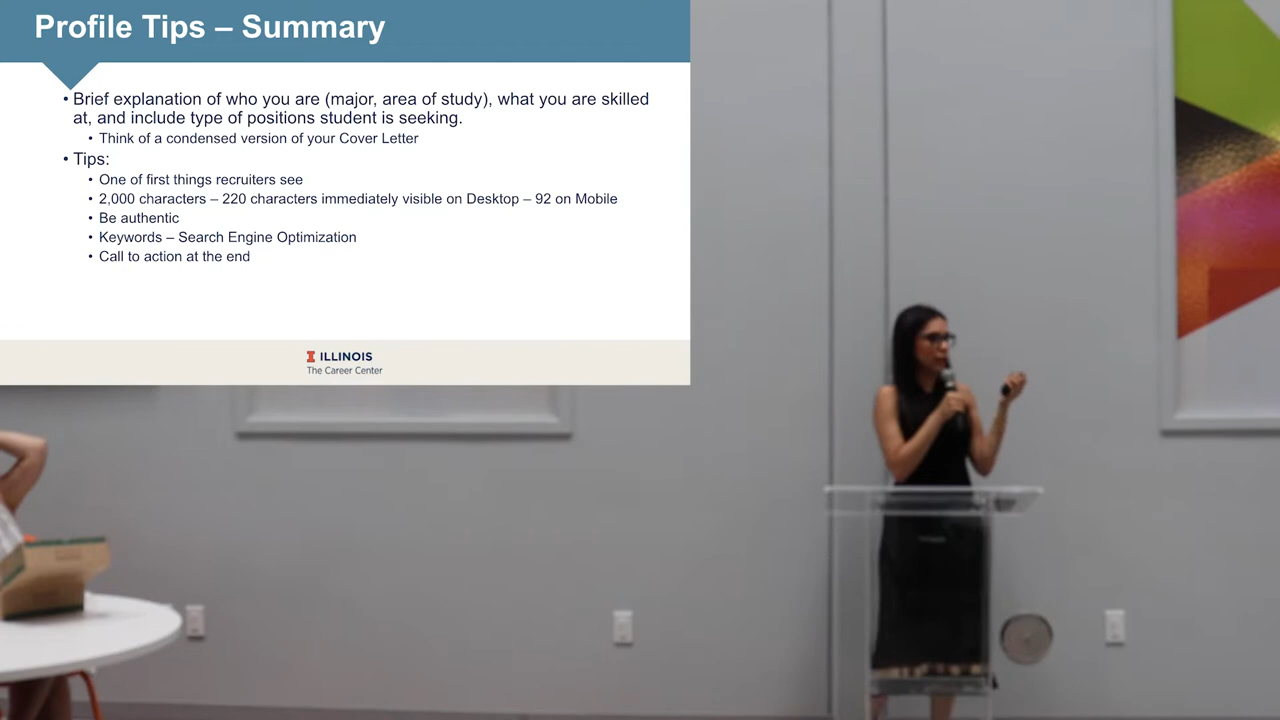 Profile Tips – Summary
• Brief explanation of who you are (major, area of study), what you are skilled
at, and include type of positions student is seeking.
• Think of a condensed version of your Cover Letter
• Tips:
• One of first things recruiters see
• 2,000 characters – 220 characters immediately visible on Desktop – 92 on Mobile
• Be authentic
• Keywords – Search Engine Optimization
• Call to action at the end
I ILLINOIS
The Career Center